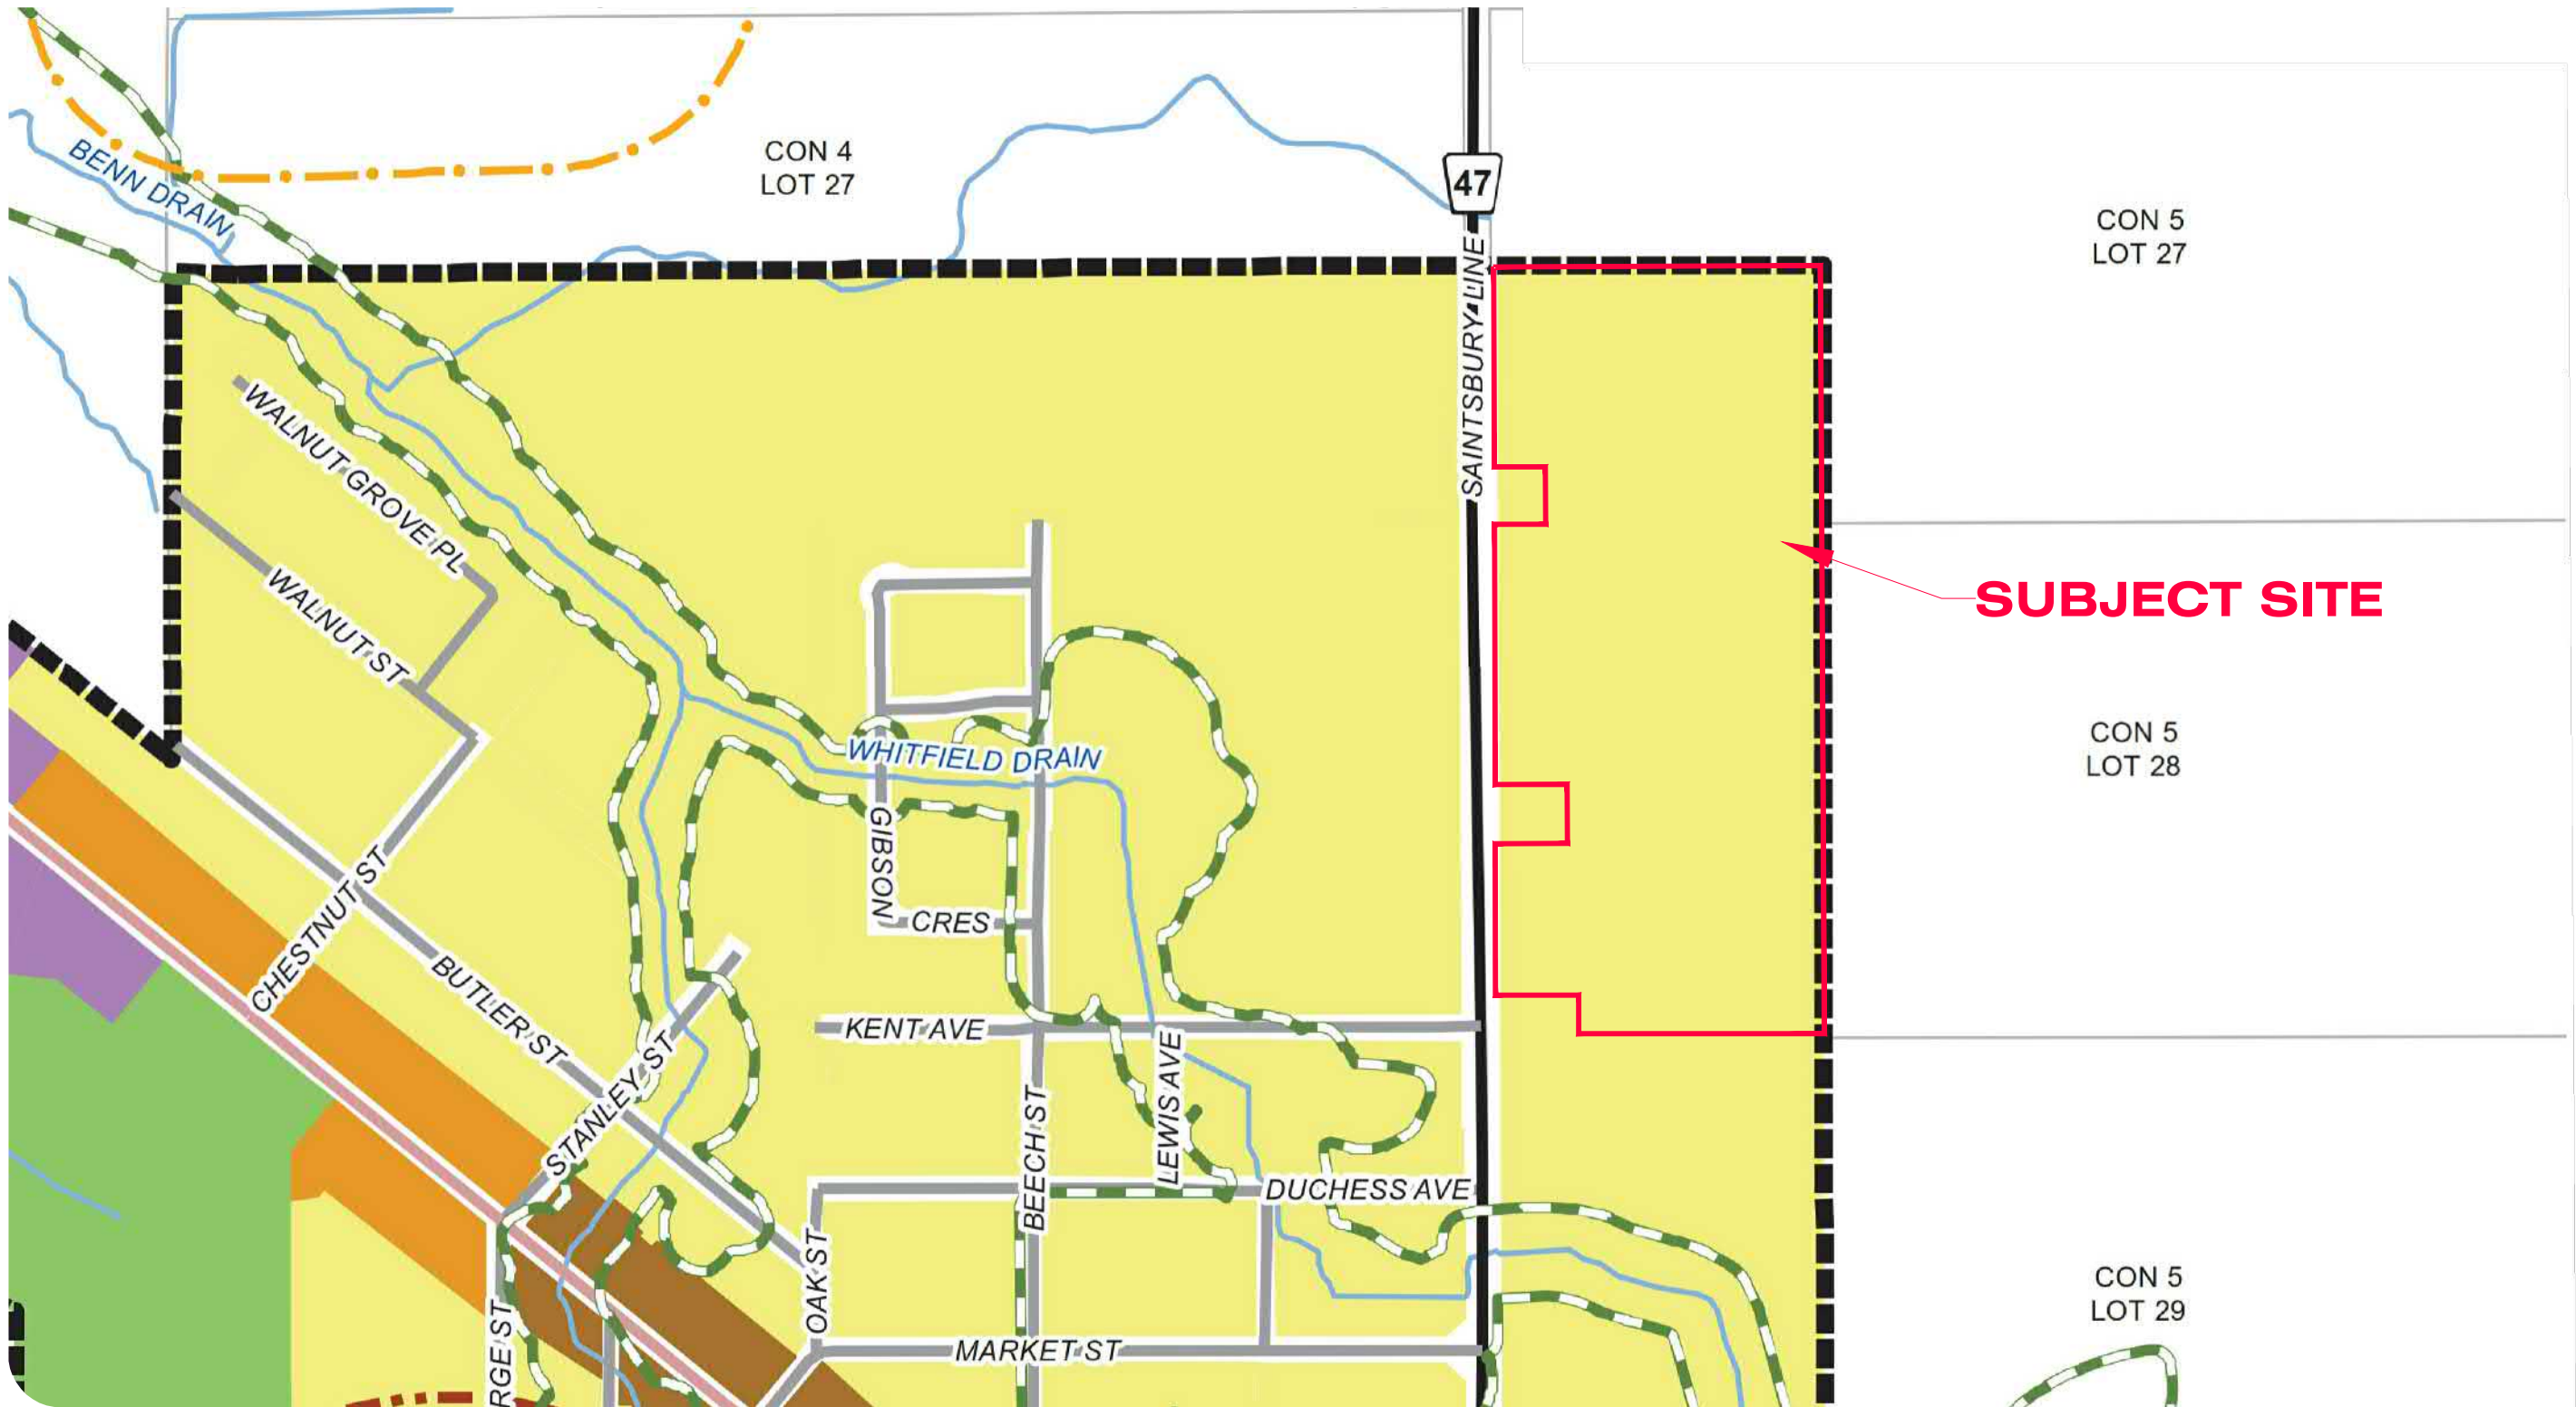 CON 4
LOT 27
BENN DRAIN
47
CON 5
LOT 27
SAINTSBURY LINE
WALNUT GROVE PL
WALNUT ST
SUBJECT SITE
CON 5
LOT 28
WHITFIELD DRAIN
GIBSON
CRES
CHESTNUT ST
BUTLER ST
KENT AVE
STANLEY ST
LEWIS AVE
BEECH ST
DUCHESS AVE
OAK ST
CON 5
LOT 29
RGE ST
MARKET ST